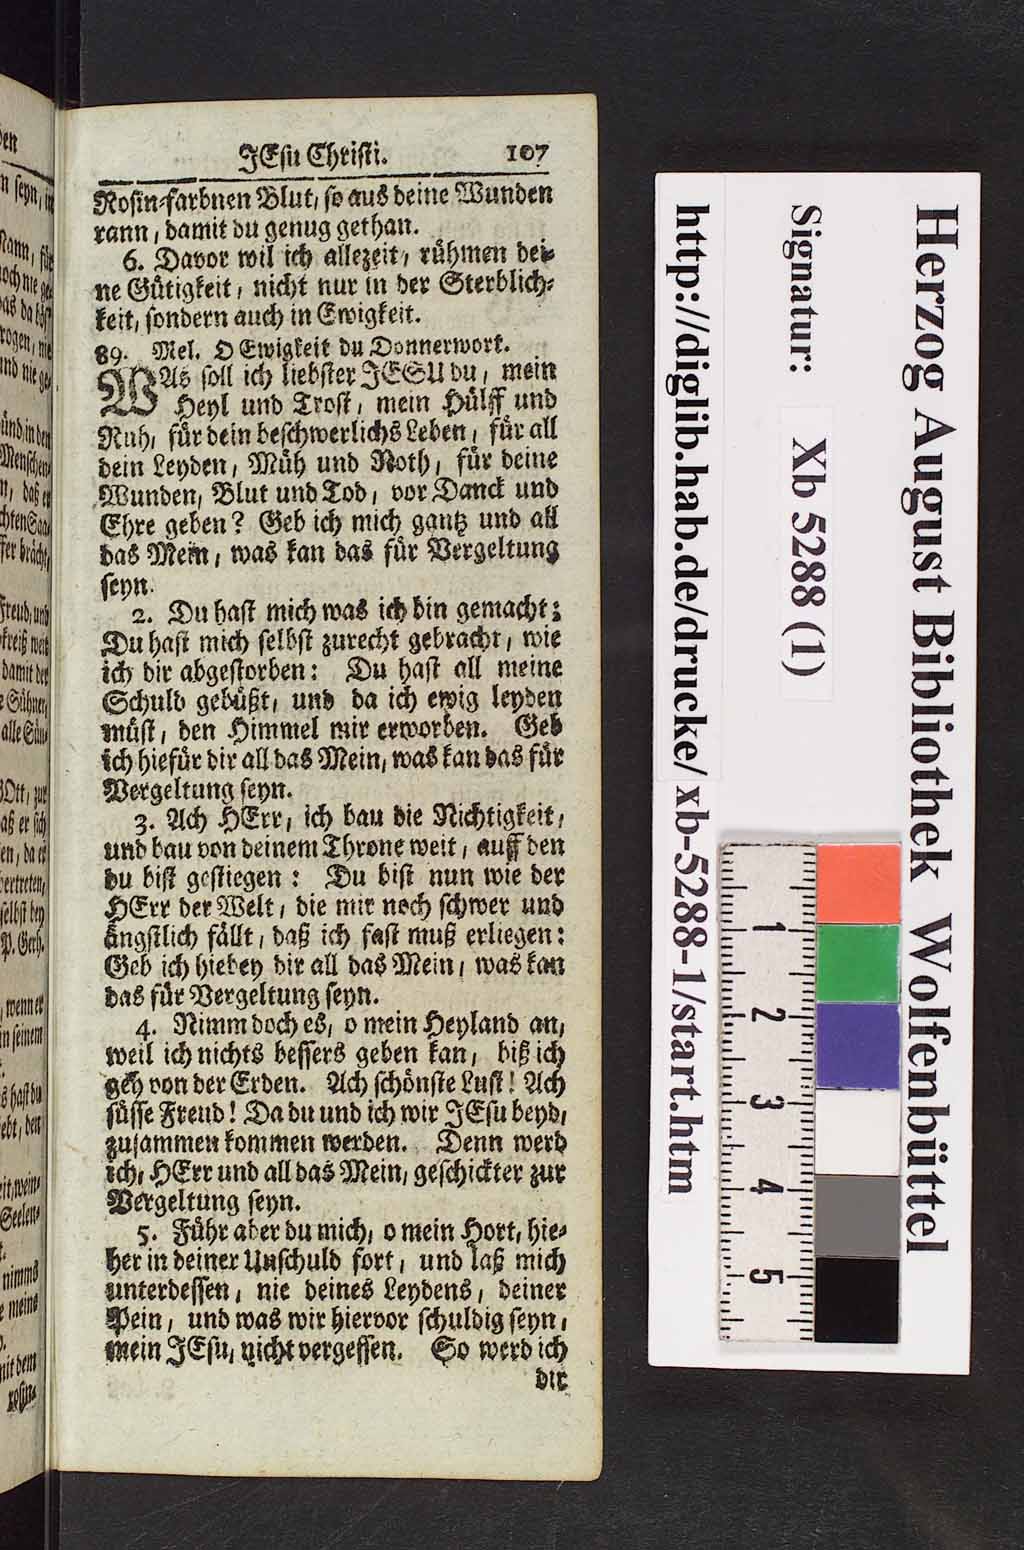 JEsu Christi. 107
Rosin-farbnen Blut, so aus deine Wunden
rann, damit du genug gethan.
6. Davor wil ich allezeit, rühmen dei-
ne Gütigkeit, nicht nur in der Sterblich-
keit, sondern auch in Ewigkeit.
89. Mel. O Ewigkeit du Donnerwort.
WAs soll ich liebster JESU du, mein
Heyl und Trost, mein Hülff und
Ruh, für dein beschwerlichs Leben, für all
dein Leyden, Müh und Noth, für deine
Wunden, Blut und Tod, vor Danck und
Ehre geben? Geb ich mich gantz und all
das Mein, was kan das für Vergeltung
seyn.
2. Du hast mich was ich bin gemacht;
Du hast mich selbst zurecht gebracht, wie
ich dir abgestorben: Du hast all meine
Schuld gebüßt, und da ich ewig leyden
müst, den Himmel mir erworben. Geb
ich hiefür dir all das Mein, was kan das für
Vergeltung seyn.
3. Ach HErr, ich bau die Nichtigkeit,
und bau von deinem Throne weit, auff den
du bist gestiegen: Du bist nun wie der
HErr der Welt, die mir noch schwer und
ängstlich fällt, daß ich fast muß erliegen:
Geb ich hiebey dir all das Mein, was kan
das für Vergeltung seyn.
4. Nimm doch es, o mein Heyland an,
weil ich nichts bessers geben kan, biß ich
geh von der Erden. Ach schönste Lust! Ach
süsse Freud! Da du und ich wir JEsu beyd,
zusammen kommen werden. Denn werd
ich, HErr und all das Mein, geschickter zur
Vergeltung seyn.
5. Führ aber du mich, o mein Hort, hie-
her in deiner Unschuld fort, und laß mich
unterdessen, nie deines Leydens, deiner
Pein, und was wir hiervor schuldig seyn,
mein JEsu, nicht vergessen. So werd ich
dir
Herzog August Bibliothek Wolfenbüttel
Signatur: Xb 5288 (1)
http://diglib.hab.de/drucke/ xb-5288-1/start.htm
1
2
3
4
5